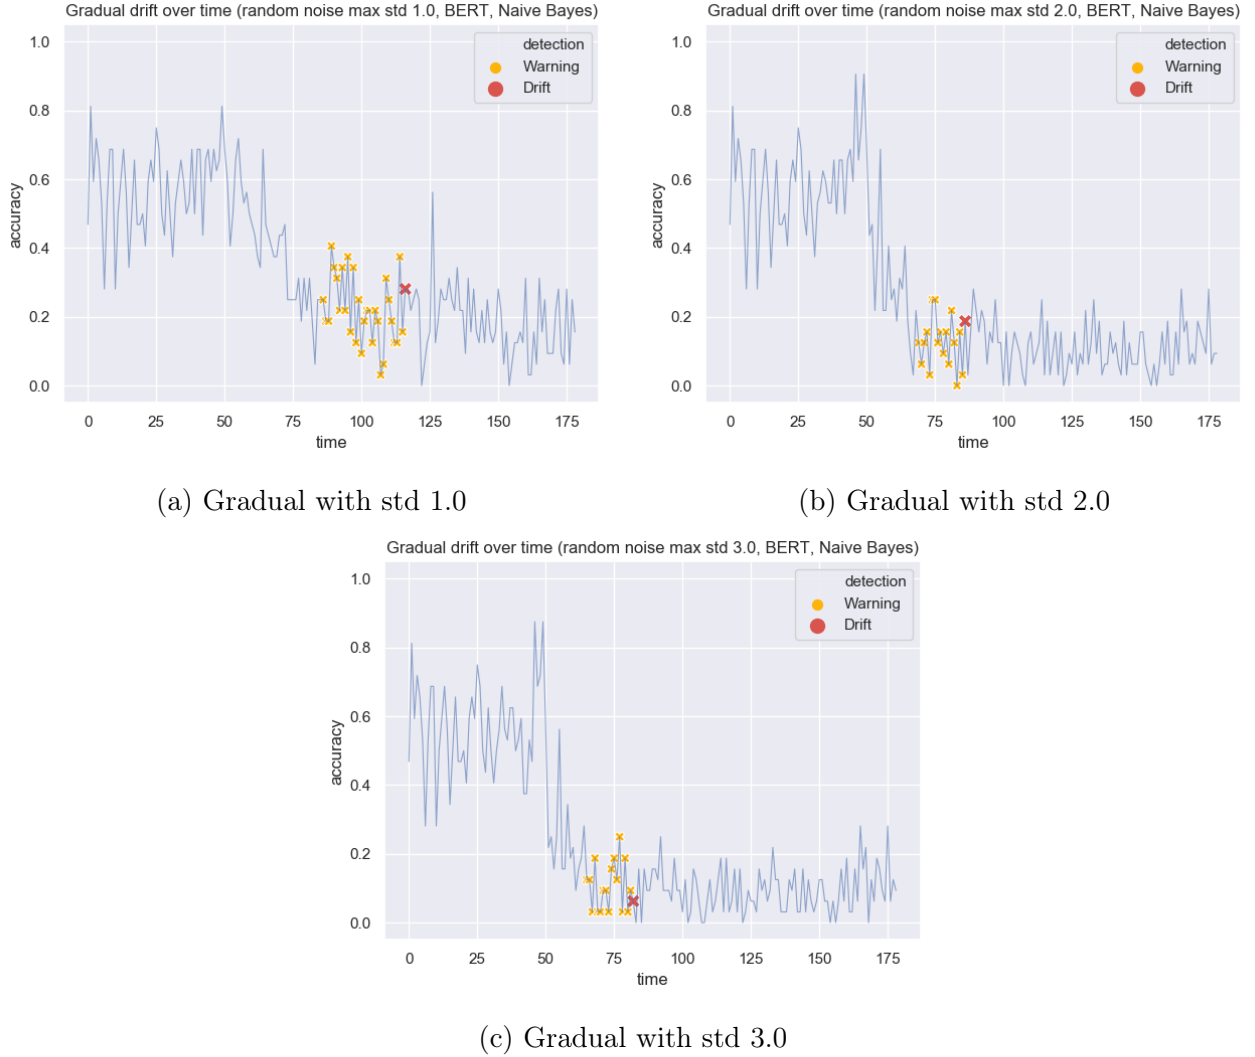 Gradual drift over time (random noise max std 1.0, BERT, Naive Bayes)
1.0
0.8
0.6
0.4
0.2
0.0
accuracy
0 25 50 75 100 125 150 175
time
detection
Warning
Drift
(a) Gradual with std 1.0
Gradual drift over time (random noise max std 2.0, BERT, Naive Bayes)
1.0
0.8
0.6
0.4
0.2
0.0
accuracy
0 25 50 75 100 125 150 175
time
detection
Warning
Drift
(b) Gradual with std 2.0
Gradual drift over time (random noise max std 3.0, BERT, Naive Bayes)
1.0
0.8
0.6
0.4
0.2
0.0
accuracy
0 25 50 75 100 125 150 175
time
detection
Warning
Drift
(c) Gradual with std 3.0